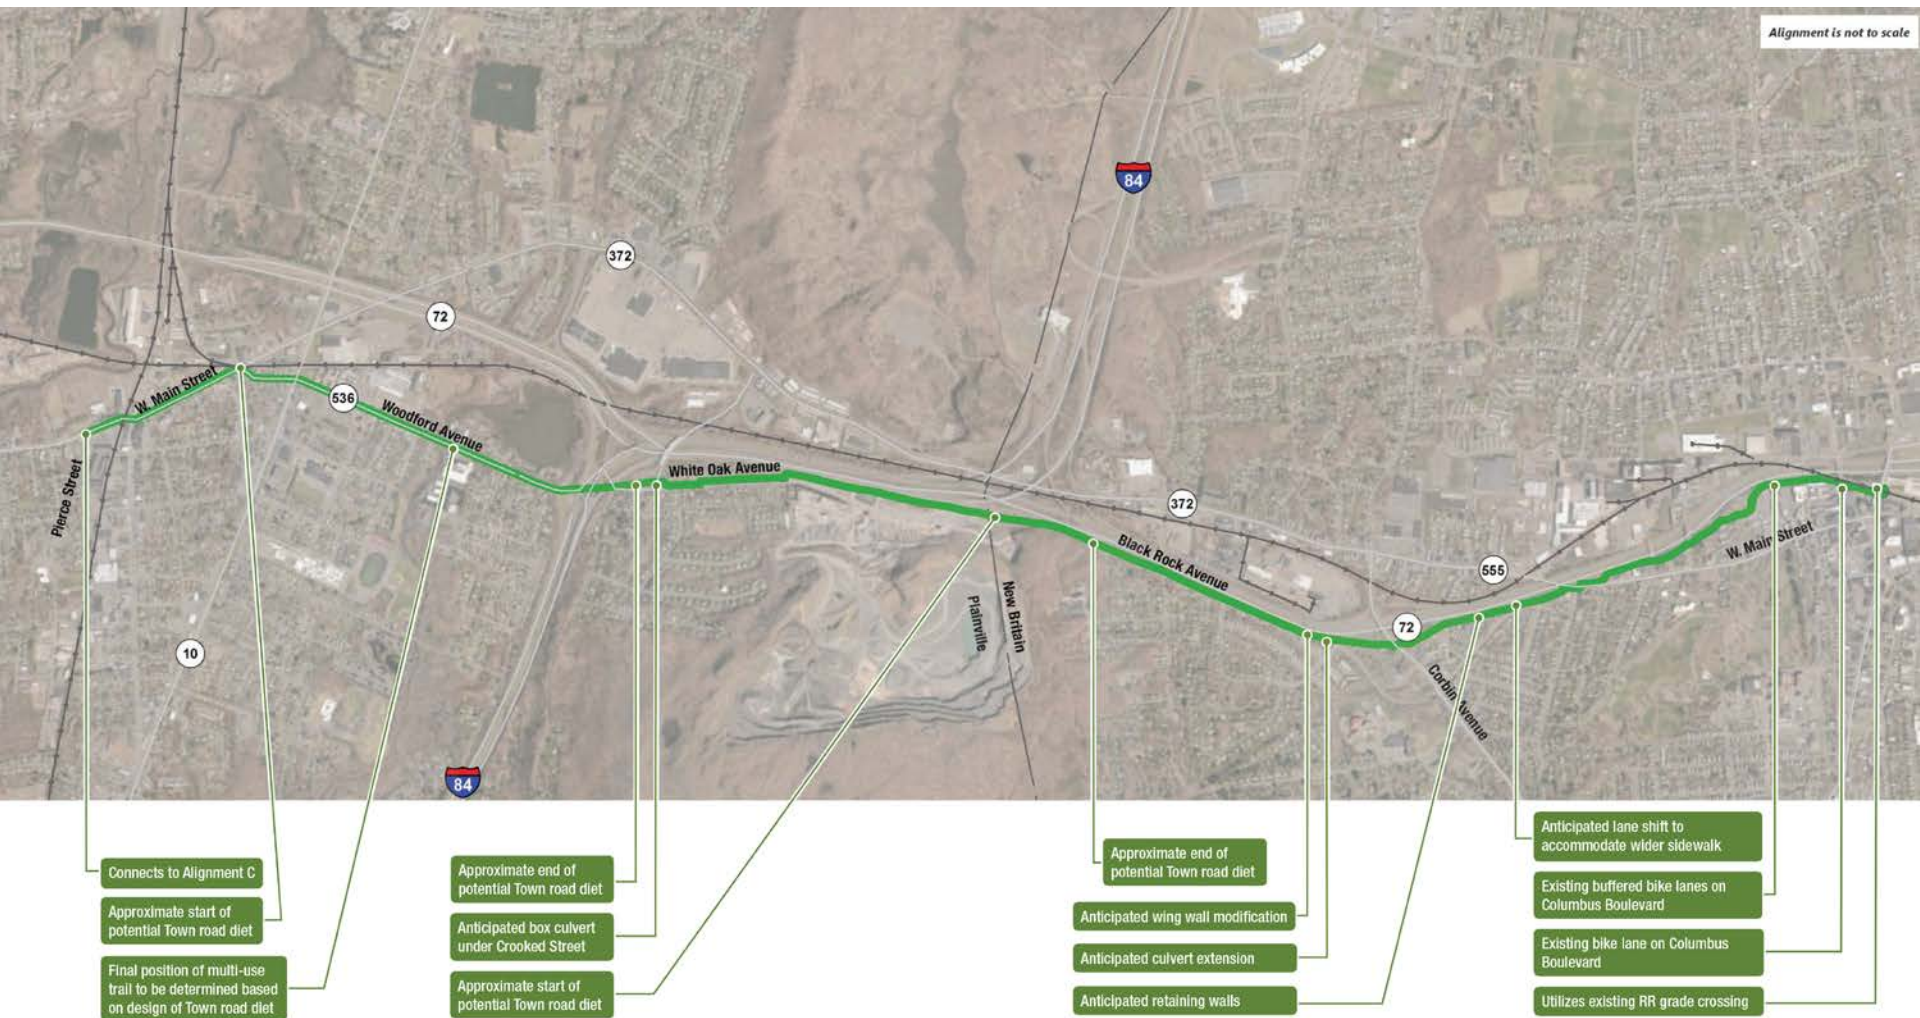 Alignment is not to scale
84
372
72
W. Main Street
536
Woodford Avenue
White Oak Avenue
Pierce Street
372
Black Rock Avenue
555
W. Main Street
New Britain
Plainville
72
10
Corbin Avenue
84
Connects to Alignment C
Approximate start of
potential Town road diet
Final position of multi-use
trail to be determined based
on design of Town road diet
Approximate end of
potential Town road diet
Anticipated box culvert
under Crooked Street
Approximate start of
potential Town road diet
Approximate end of
potential Town road diet
Anticipated wing wall modification
Anticipated culvert extension
Anticipated retaining walls
Anticipated lane shift to
accommodate wider sidewalk
Existing buffered bike lanes on
Columbus Boulevard
Existing bike lane on Columbus
Boulevard
Utilizes existing RR grade crossing